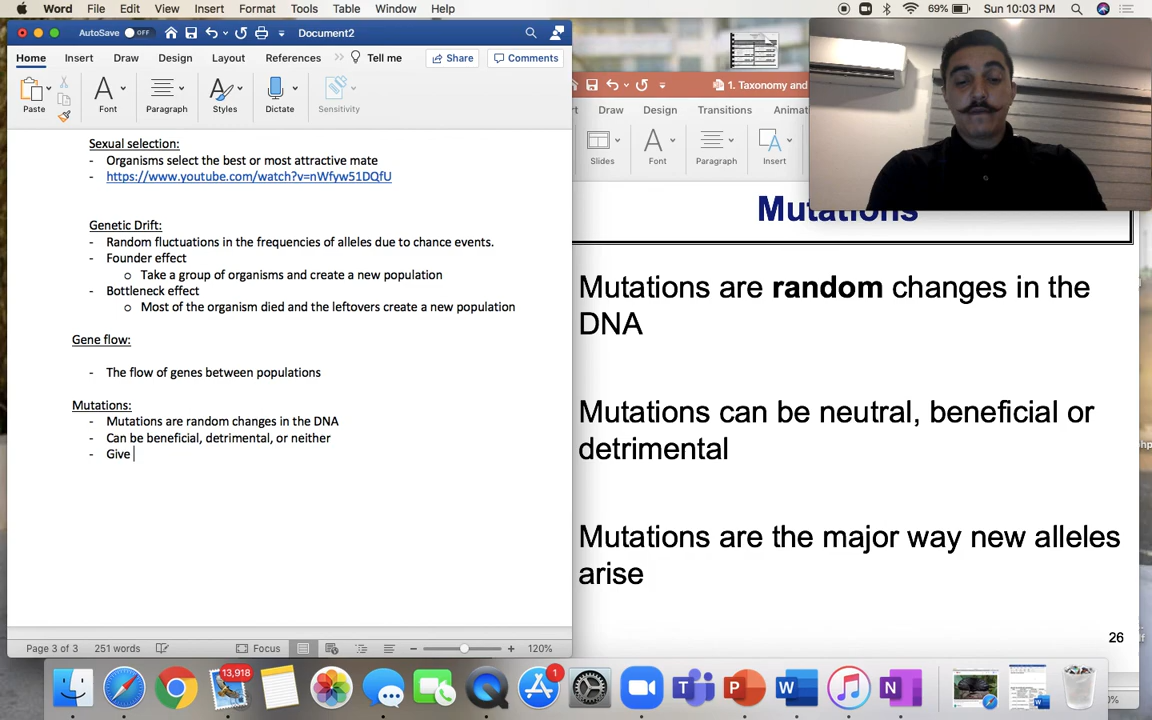 Word File Edit View Insert Format Tools Table Window Help 69% Sun 10:03 PM
AutoSave OFF Document2
Home Insert Draw Design Layout References Tell me Share Comments
Paste Font Paragraph Styles Dictate Sensitivity
Sexual selection:
- Organisms select the best or most attractive mate
- https://www.youtube.com/watch?v=nWfyw51DQfU
Genetic Drift:
- Random fluctuations in the frequencies of alleles due to chance events.
- Founder effect
o Take a group of organisms and create a new population
- Bottleneck effect
o Most of the organism died and the leftovers create a new population
Gene flow:
- The flow of genes between populations
Mutations:
- Mutations are random changes in the DNA
- Can be beneficial, detrimental, or neither
- Give
Page 3 of 3 251 words Focus 120%
1. Taxonomy and
Draw Design Transitions Animat
Slides Font Paragraph Insert
Mutations
Mutations are random changes in the
DNA
Mutations can be neutral, beneficial or
detrimental
Mutations are the major way new alleles
arise
26
13,918
1